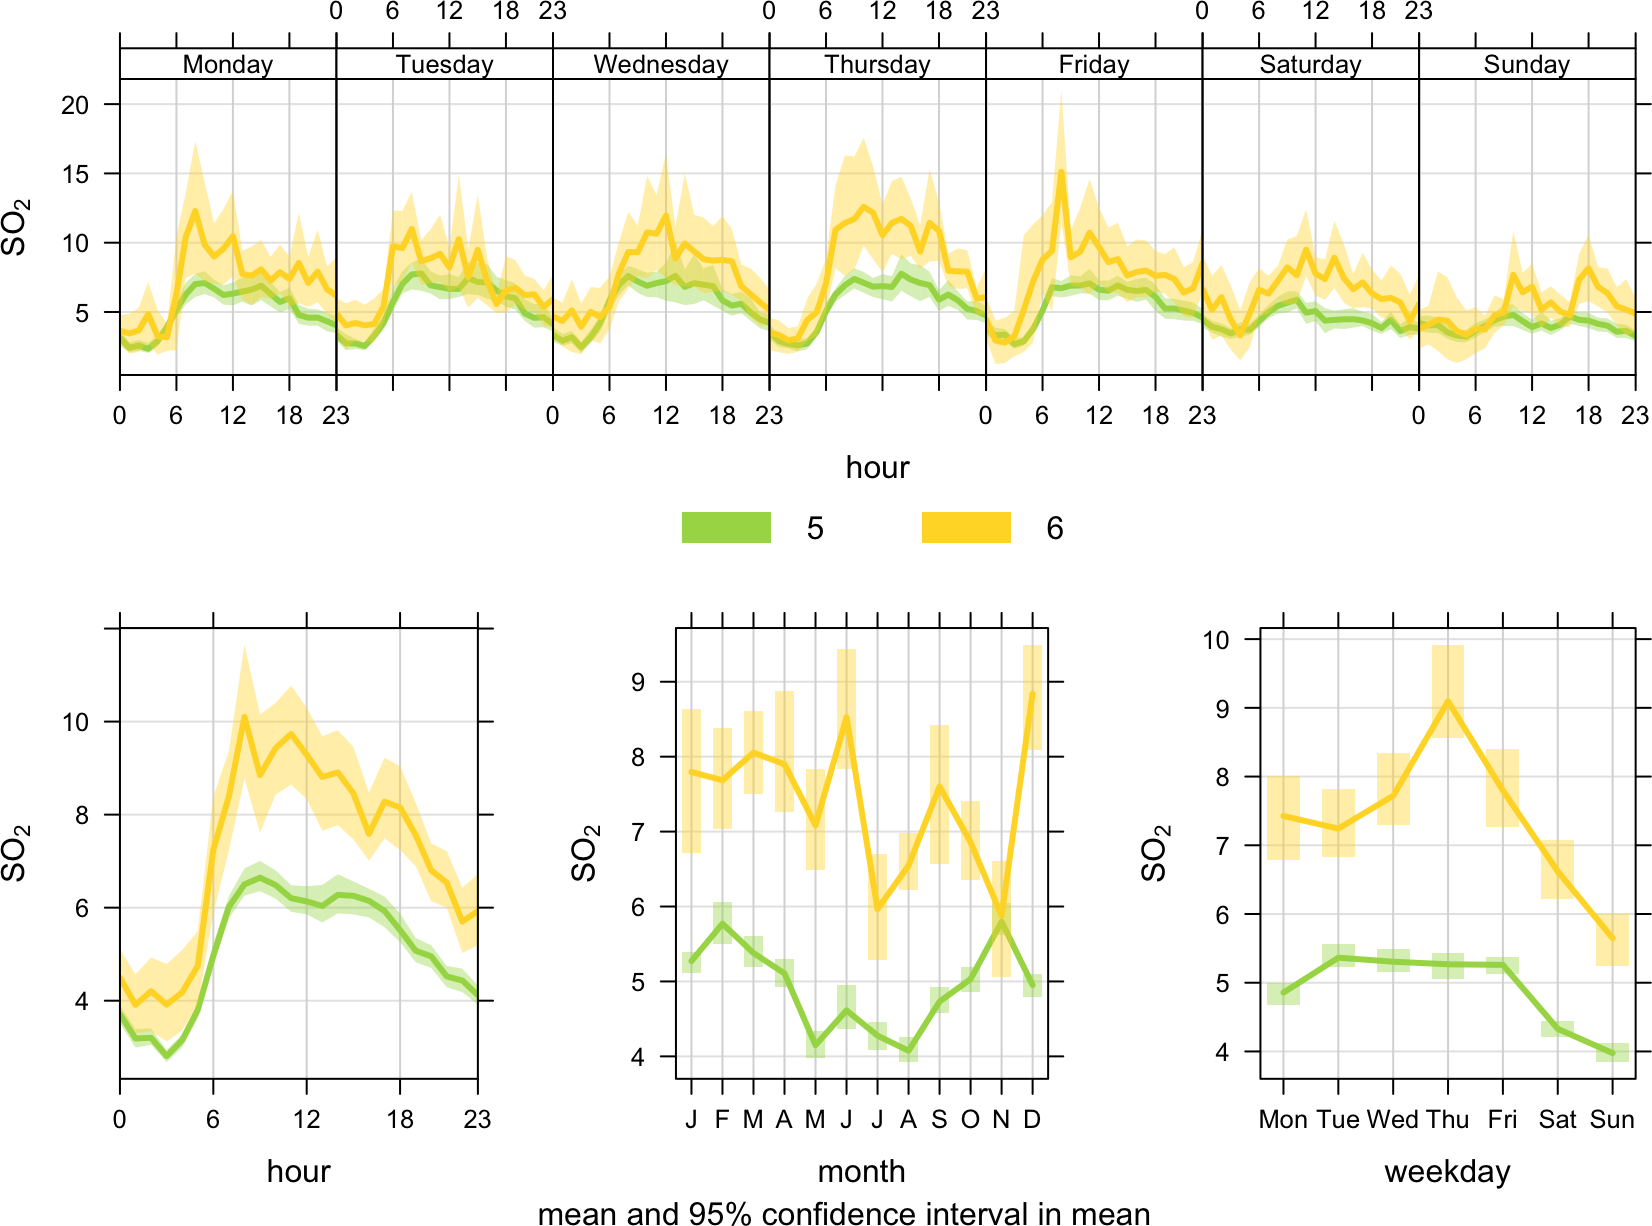 0 6 12 18 23 0 6 12 18 23 0 6 12 18 23
Monday Tuesday Wednesday Thursday Friday Saturday Sunday
20
15
10
5
SO₂
0 6 12 18 23 0 6 12 18 23 0 6 12 18 23 0 6 12 18 23
hour
5 6
10
8
6
4
SO₂
0 6 12 18 23
hour
9
8
7
6
5
4
SO₂
J F M A M J J A S O N D
month
10
9
8
7
6
5
4
SO₂
Mon Tue Wed Thu Fri Sat Sun
weekday
mean and 95% confidence interval in mean